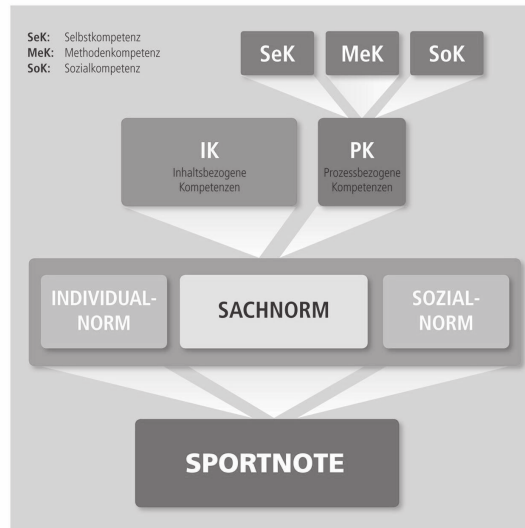 SeK: Selbstkompetenz
MeK: Methodenkompetenz
SoK: Sozialkompetenz
SeK MeK SoK
IK
Inhaltsbezogene
Kompetenzen
PK
Prozessbezogene
Kompetenzen
INDIVIDUAL-
NORM
SACHNORM
SOZIAL-
NORM
SPORTNOTE